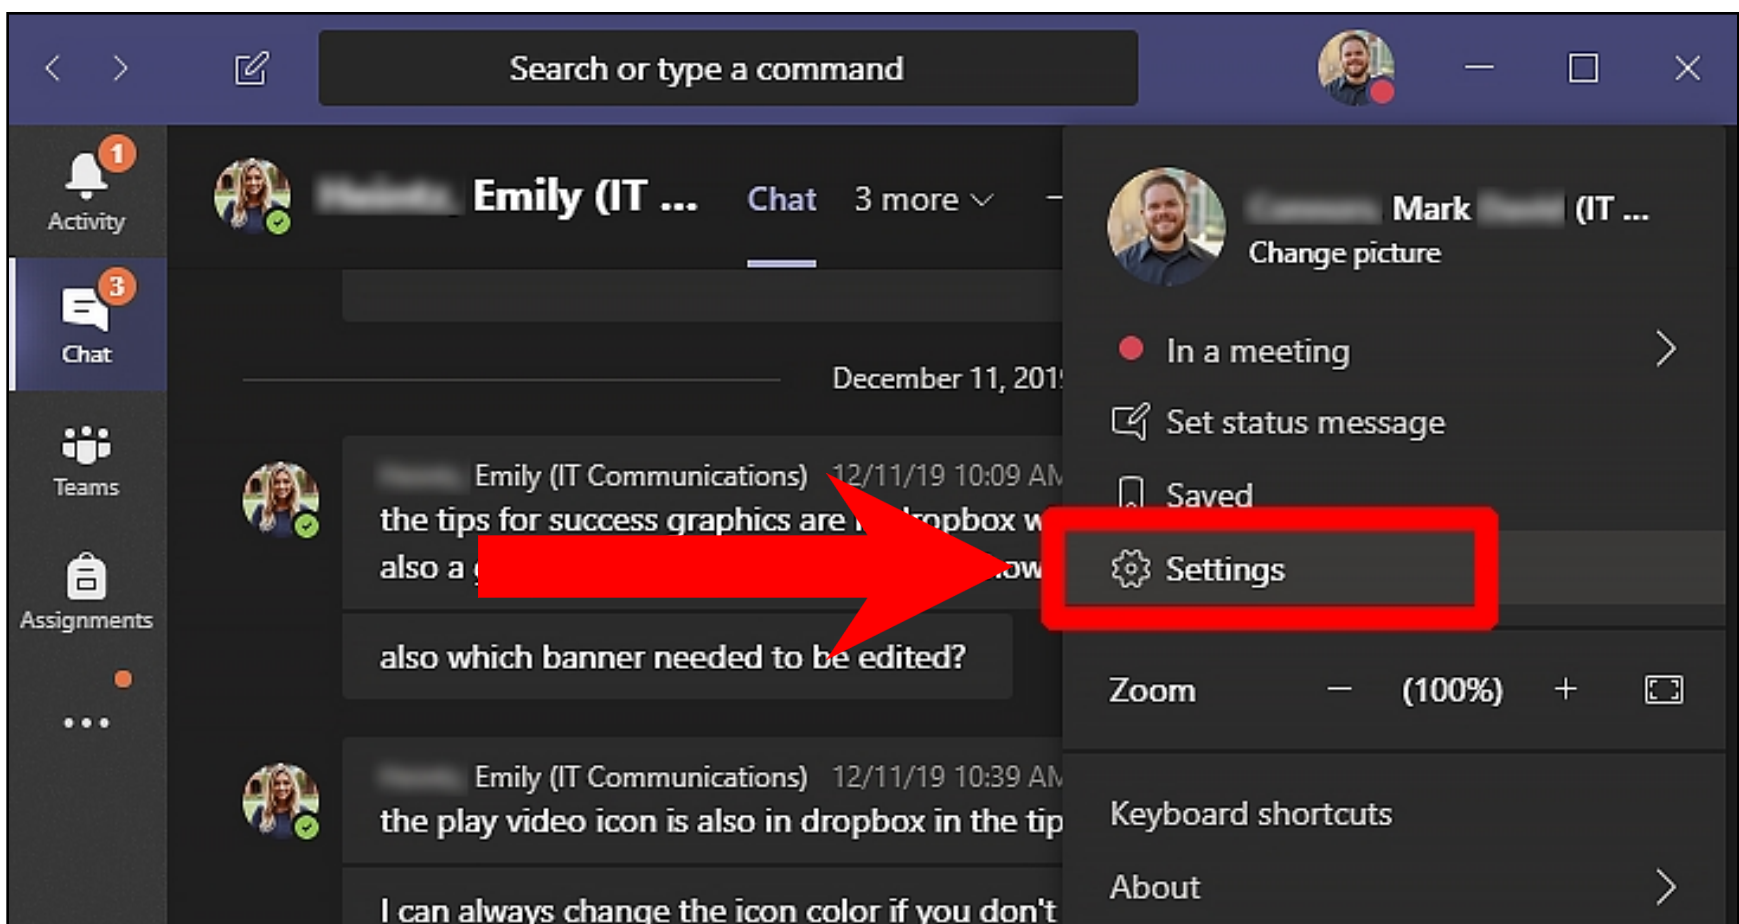 Search or type a command
1
Activity
Emily (IT ...
Chat
3 more
3
Chat
Teams
Assignments
December 11, 201
Emily (IT Communications) 12/11/19 10:09 AM
the tips for success graphics are
also a
also which banner needed to be edited?
Emily (IT Communications) 12/11/19 10:39 AM
the play video icon is also in dropbox in the tip
I can always change the icon color if you don't
Mark (IT ...
Change picture
In a meeting
Set status message
Saved
Settings
Zoom (100%)
Keyboard shortcuts
About